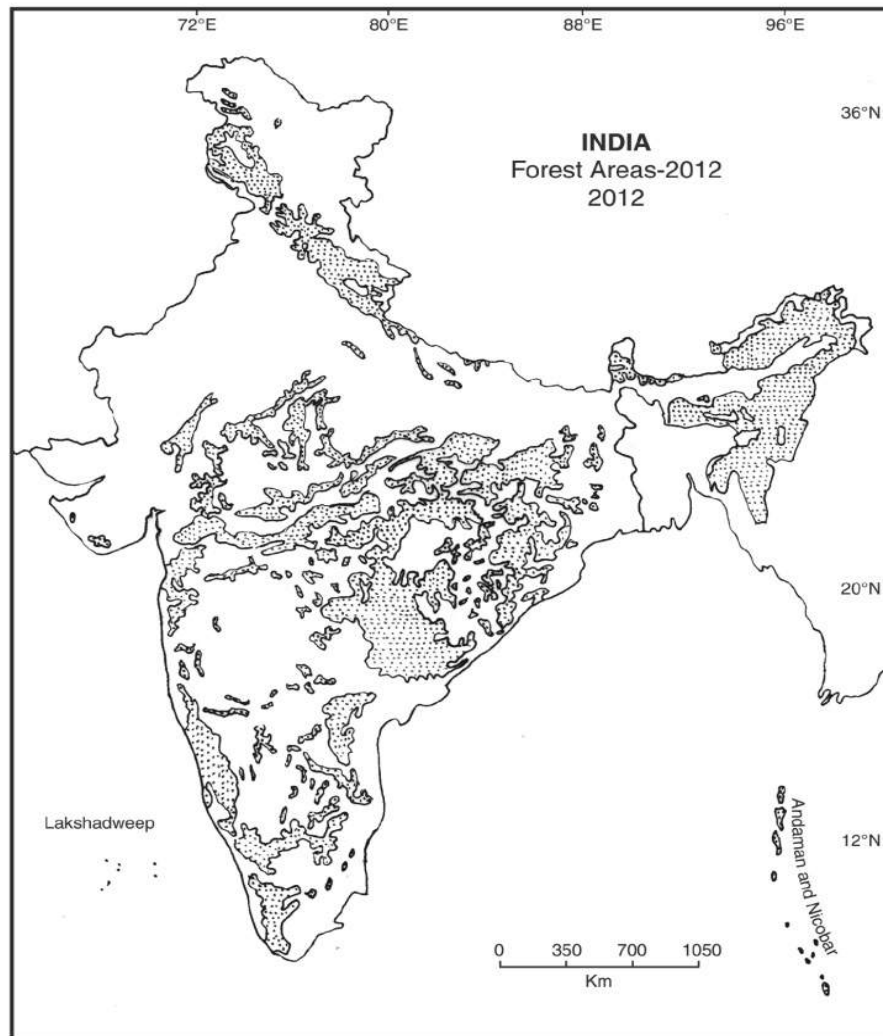 72°E 80°E 88°E 96°E
36°N
INDIA
Forest Areas-2012
2012
20°N
Lakshadweep
12°N
Andaman and Nicobar
0 350 700 1050
Km